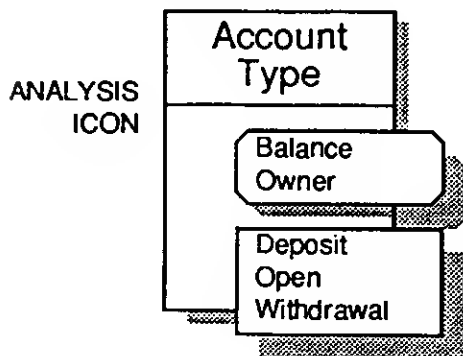 Account
Type
ANALYSIS
ICON
Balance
Owner
Deposit
Open
Withdrawal